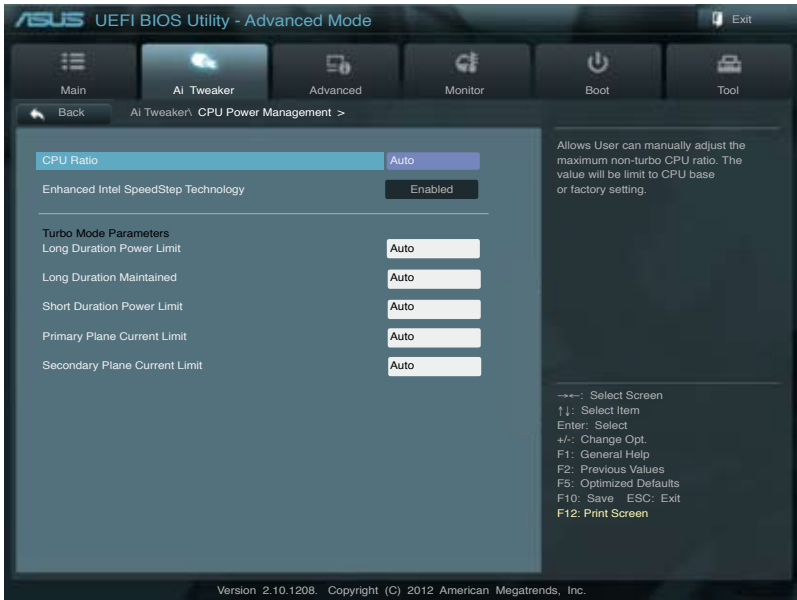 ASUS UEFI BIOS Utility - Advanced Mode
Exit
Main
Ai Tweaker
Advanced
Monitor
Boot
Tool
Back
Ai Tweaker\ CPU Power Management >
CPU Ratio Auto
Enhanced Intel SpeedStep Technology Enabled
Turbo Mode Parameters
Long Duration Power Limit Auto
Long Duration Maintained Auto
Short Duration Power Limit Auto
Primary Plane Current Limit Auto
Secondary Plane Current Limit Auto
Allows User can manually adjust the
maximum non-turbo CPU ratio. The
value will be limit to CPU base
or factory setting.
→←: Select Screen
↑↓: Select Item
Enter: Select
+/-: Change Opt.
F1: General Help
F2: Previous Values
F5: Optimized Defaults
F10: Save ESC: Exit
F12: Print Screen
Version 2.10.1208. Copyright (C) 2012 American Megatrends, Inc.